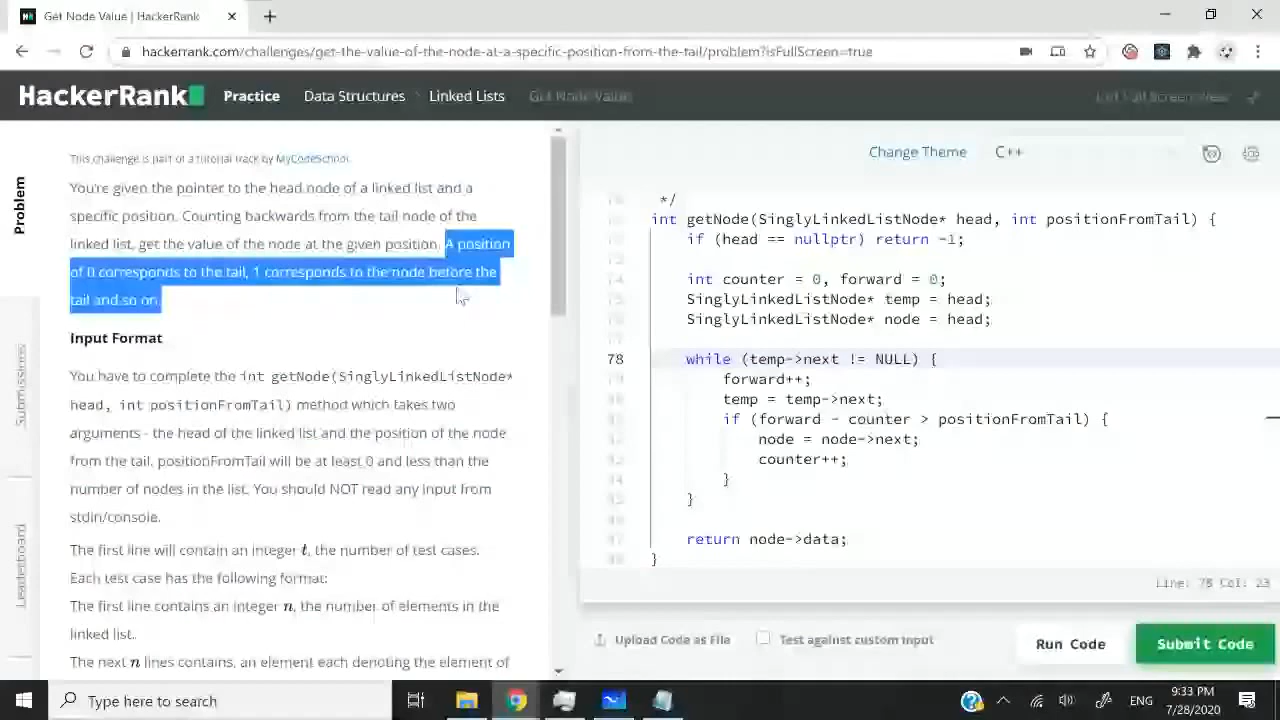 Get Node Value | HackerRank
hackerrank.com/challenges/get-the-value-of-the-node-at-a-specific-position-from-the-tail/problem?isFullScreen=true
HackerRank
Practice
Data Structures
Linked Lists
Get Node Value
Exit Full Screen View
Problem
Submissions
Leaderboard
This challenge is part of a tutorial track by MyCodeSchool
You're given the pointer to the head node of a linked list and a
specific position. Counting backwards from the tail node of the
linked list, get the value of the node at the given position. A position
of 0 corresponds to the tail, 1 corresponds to the node before the
tail and so on.
Input Format
You have to complete the int getNode(SinglyLinkedListNode*
head, int positionFromTail) method which takes two
arguments - the head of the linked list and the position of the node
from the tail. positionFromTail will be at least 0 and less than the
number of nodes in the list. You should NOT read any input from
stdin/console.
The first line will contain an integer t, the number of test cases.
Each test case has the following format:
The first line contains an integer n, the number of elements in the
linked list.
The next n lines contains, an element each denoting the element of
Change Theme
C++
*/
int getNode(SinglyLinkedListNode* head, int positionFromTail) {
if (head == nullptr) return -1;
int counter = 0, forward = 0;
SinglyLinkedListNode* temp = head;
SinglyLinkedListNode* node = head;
78 while (temp->next != NULL) {
forward++;
temp = temp->next;
if (forward - counter > positionFromTail) {
node = node->next;
counter++;
}
}
return node->data;
}
Line: 78 Col: 23
Upload Code as File
Test against custom input
Run Code
Submit Code
Type here to search
ENG
9:33 PM
7/28/2020